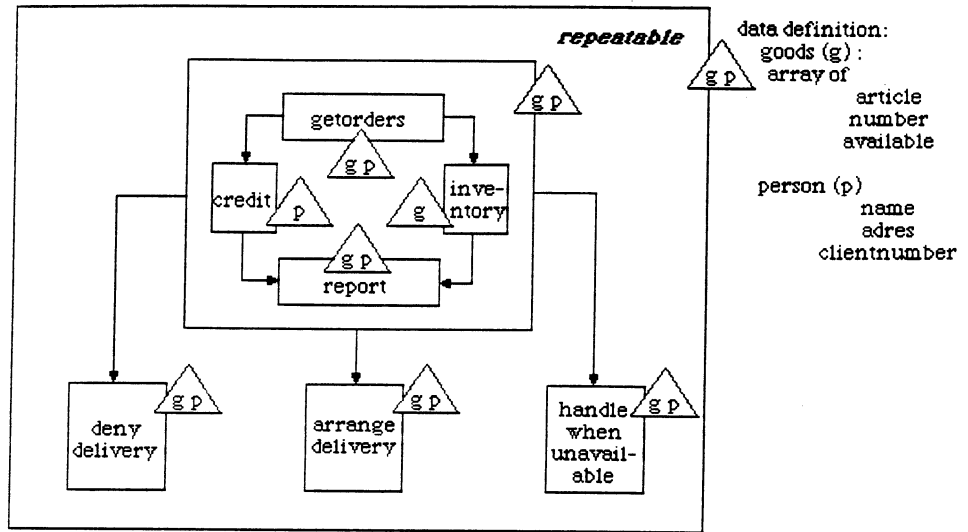 repeatable
g p
data definition:
goods (g) :
array of
article
number
available
person (p)
name
adres
clientnumber
g p
getorders
g p
credit
p
inve-
ntory
g
g p
report
deny
delivery
g p
arrange
delivery
g p
handle
when
unavail-
able
g p